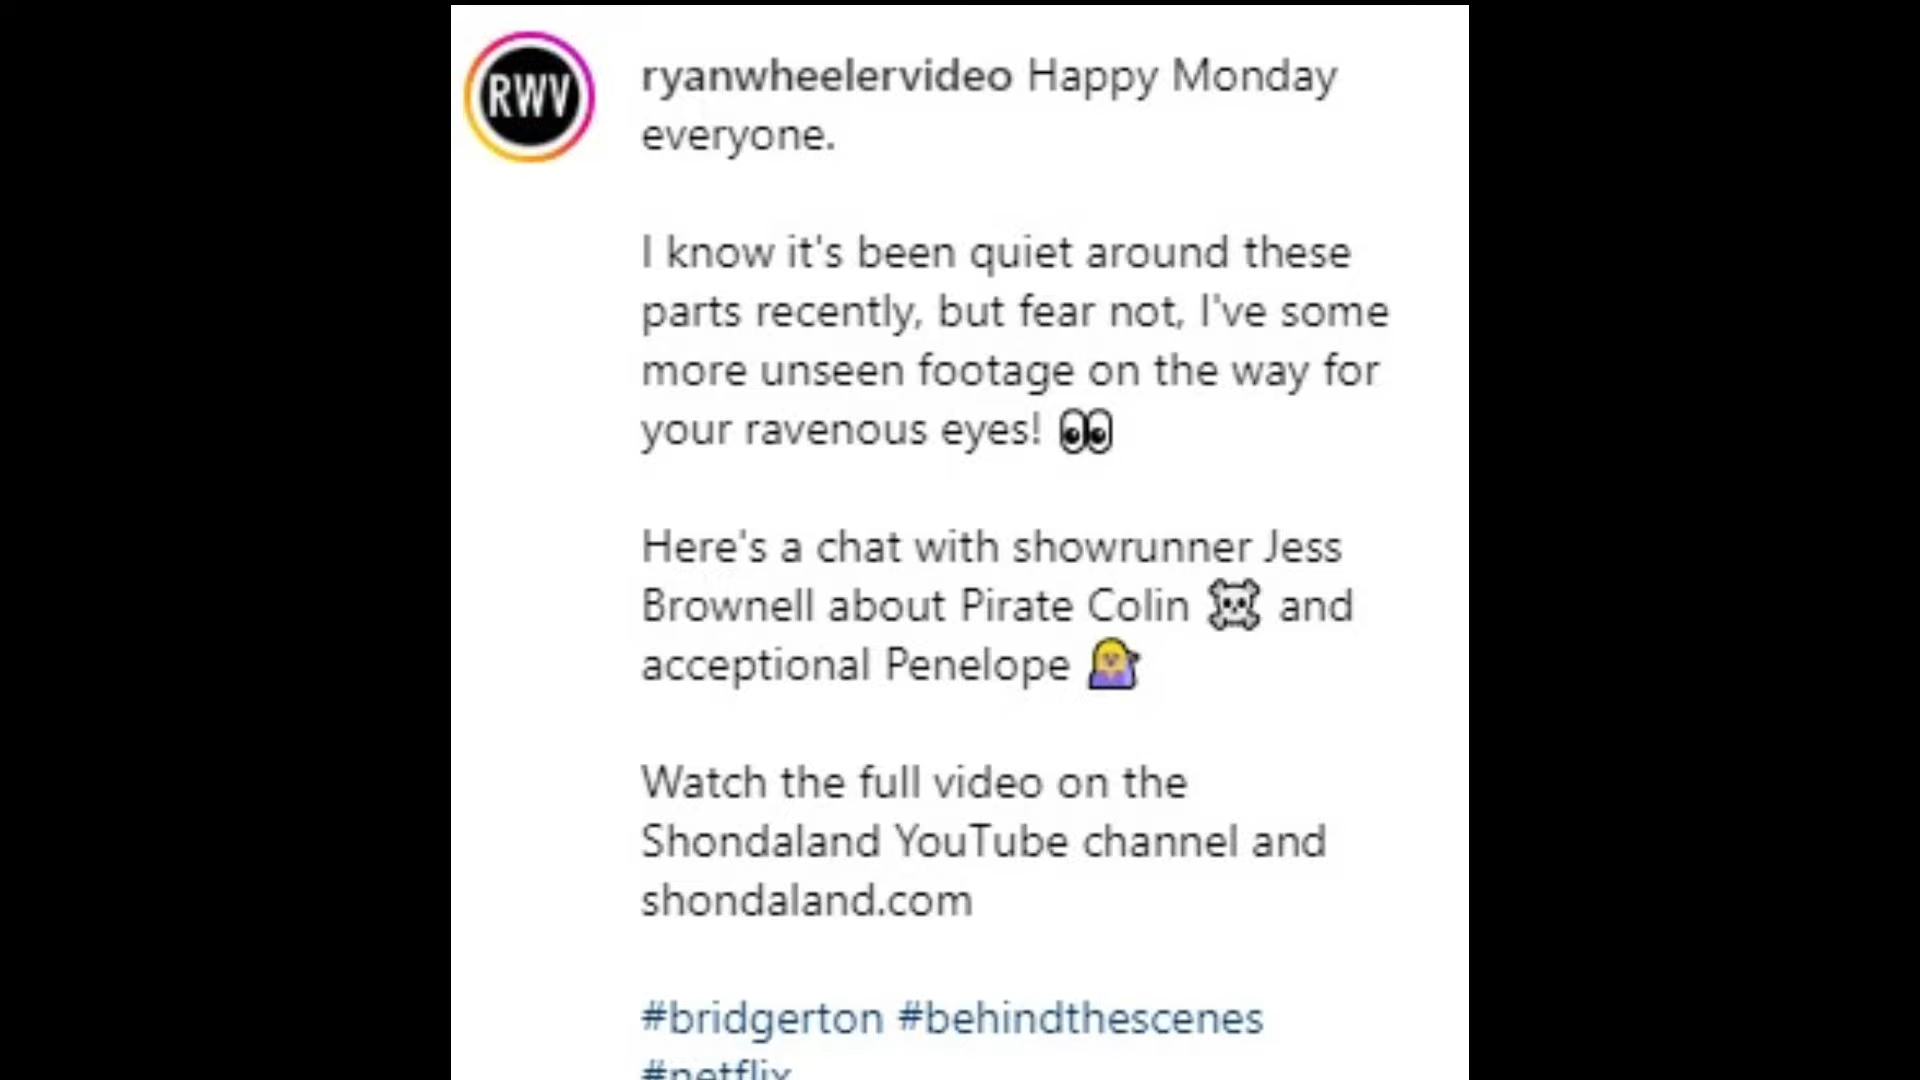 RWV
ryanwheelervideo Happy Monday
everyone.
I know it's been quiet around these
parts recently, but fear not, I've some
more unseen footage on the way for
your ravenous eyes! 👀
Here's a chat with showrunner Jess
Brownell about Pirate Colin ☠️ and
acceptional Penelope 💁‍♀️
Watch the full video on the
Shondaland YouTube channel and
shondaland.com
#bridgerton #behindthescenes
#netflix